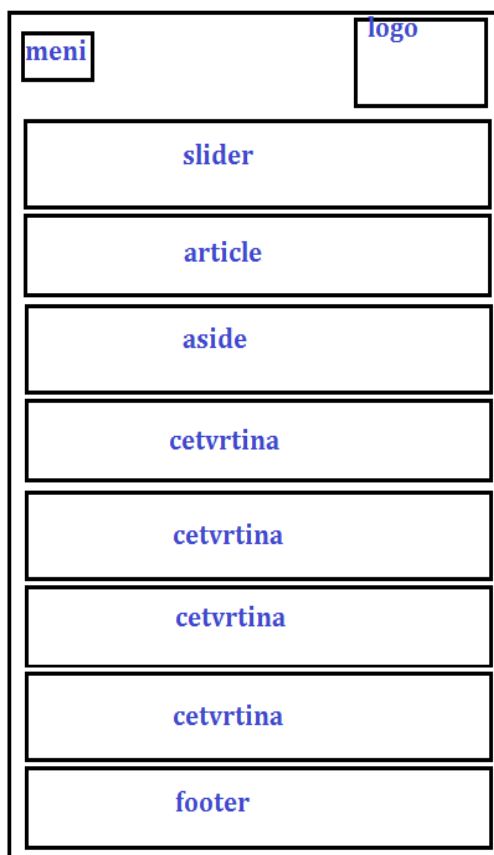 meni
logo
slider
article
aside
cetvrtina
cetvrtina
cetvrtina
cetvrtina
footer